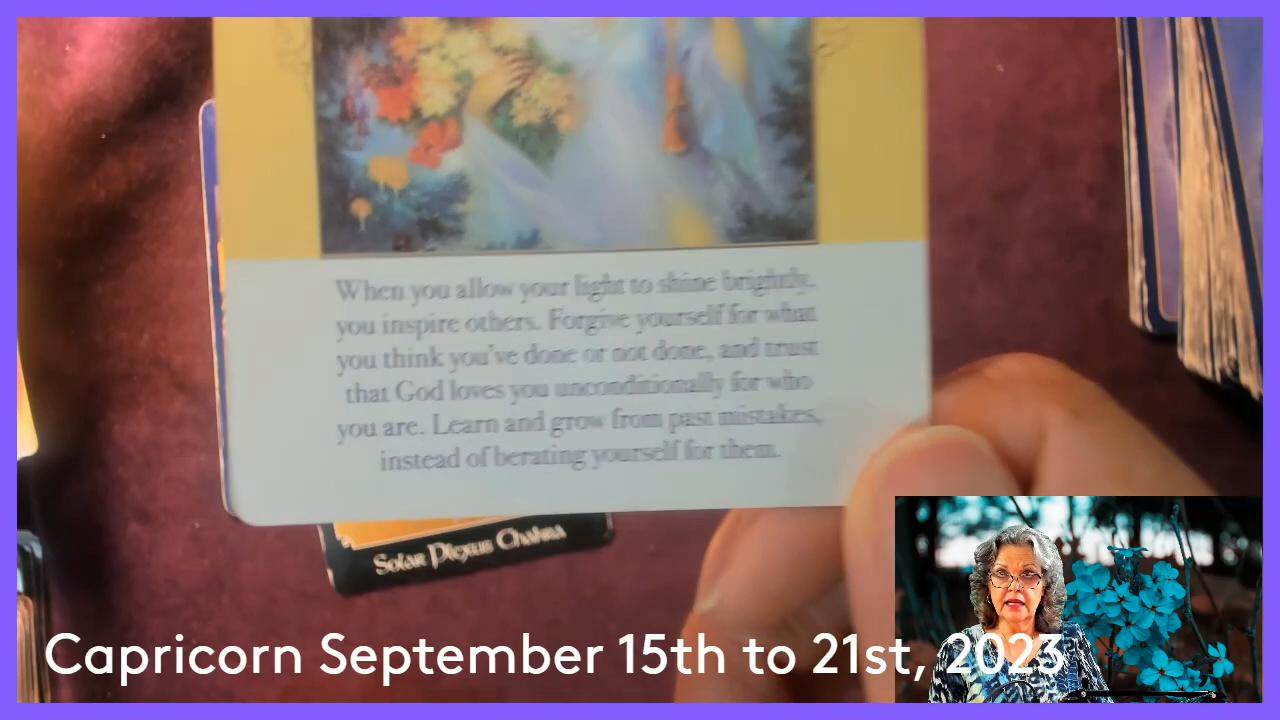 When you allow your light to shine brightly,
you inspire others. Forgive yourself for what
you think you've done or not done, and trust
that God loves you unconditionally for who
you are. Learn and grow from past mistakes,
instead of berating yourself for them.
Solar Plexus Chakra
Capricorn September 15th to 21st, 2023